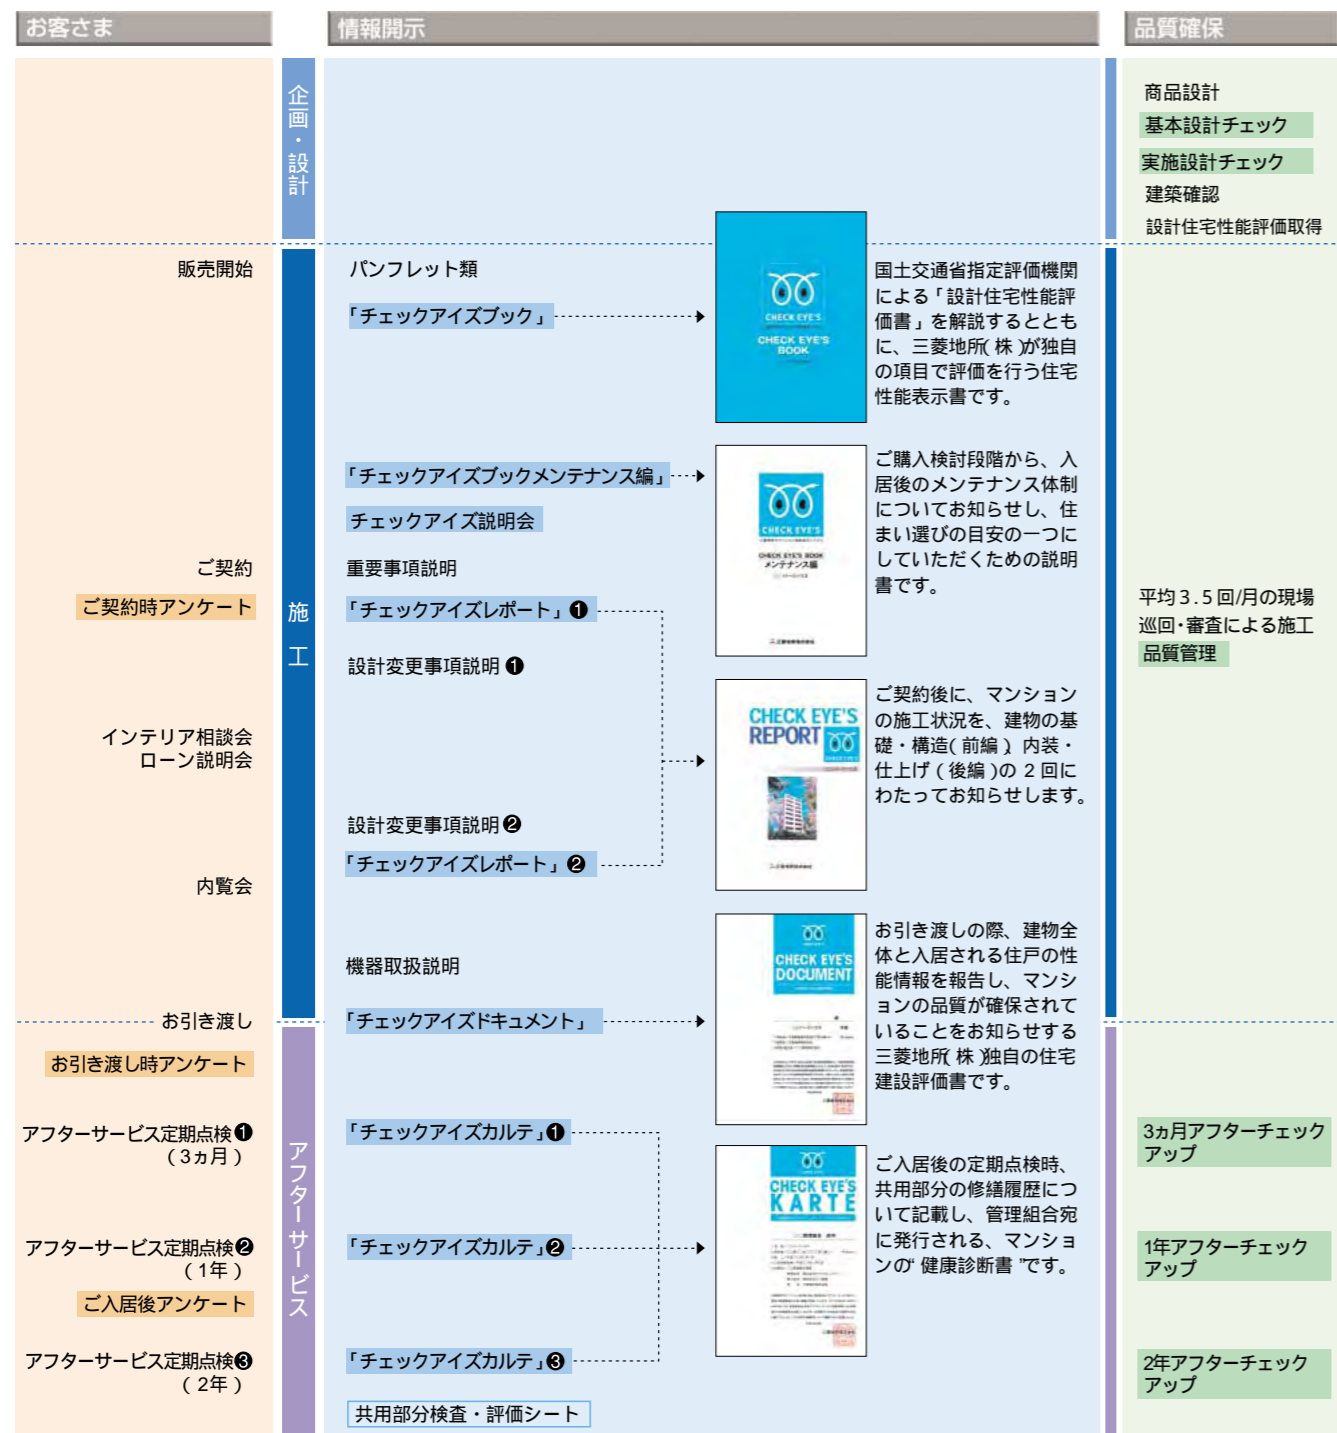 お客さま
情報開示
品質確保
企画・設計
商品設計
基本設計チェック
実施設計チェック
建築確認
設計住宅性能評価取得
施工
販売開始
パンフレット類
「チェックアイズブック」
CHECK EYE'S
CHECK EYE'S
BOOK
国土交通省指定評価機関
による「設計住宅性能評
価書」を解説するととも
に、三菱地所(株)が独自
の項目で評価を行う住宅
性能表示書です。
「チェックアイズブックメンテナンス編」
チェックアイズ説明会
CHECK EYE'S
CHECK EYE'S BOOK
メンテナンス編
ご購入検討段階から、入
居後のメンテナンス体制
についてお知らせし、住
まい選びの目安の一つに
していただくための説明
書です。
ご契約
重要事項説明
ご契約時アンケート
「チェックアイズレポート」❶
設計変更事項説明❶
平均3.5回/月の現場
巡回・審査による施工
品質管理
インテリア相談会
ローン説明会
CHECK EYE'S
REPORT
ご契約後に、マンション
の施工状況を、建物の基
礎・構造(前編)、内装・
仕上げ(後編)の2回に
わたってお知らせします。
設計変更事項説明❷
「チェックアイズレポート」❷
内覧会
機器取扱説明
お引き渡し
「チェックアイズドキュメント」
CHECK EYE'S
DOCUMENT
お引き渡しの際、建物全
体と入居される住戸の性
能情報を報告し、マンシ
ョンの品質が確保されて
いることをお知らせする
三菱地所(株)独自の住宅
建設評価書です。
アフターサービス
お引き渡し時アンケート
アフターサービス定期点検❶
(3ヵ月)
「チェックアイズカルテ」❶
3ヵ月アフターチェック
アップ
CHECK EYE'S
KARTE
ご入居後の定期点検時、
共用部分の修繕履歴につ
いて記載し、管理組合宛
に発行される、マンショ
ンの“健康診断書”です。
アフターサービス定期点検❷
(1年)
「チェックアイズカルテ」❷
1年アフターチェック
アップ
ご入居後アンケート
アフターサービス定期点検❸
(2年)
「チェックアイズカルテ」❸
2年アフターチェック
アップ
共用部分検査・評価シート